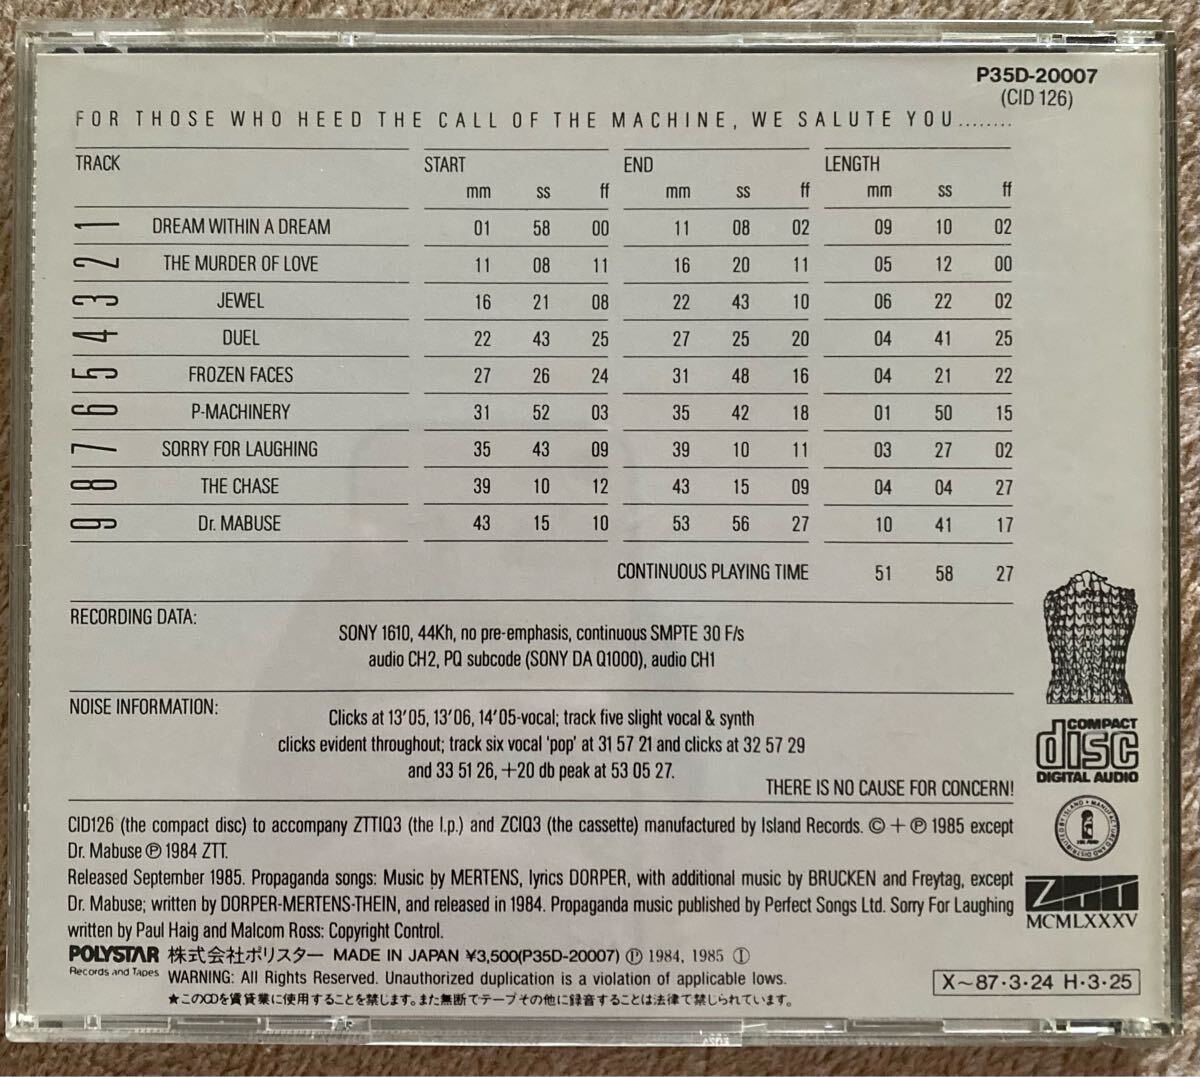 P35D-20007
(CID 126)
FOR THOSE WHO HEED THE CALL OF THE MACHINE, WE SALUTE YOU........
TRACK START END LENGTH
mm ss ff mm ss ff mm ss ff
1 DREAM WITHIN A DREAM 01 58 00 11 08 02 09 10 02
2 THE MURDER OF LOVE 11 08 11 16 20 11 05 12 00
3 JEWEL 16 21 08 22 43 10 06 22 02
4 DUEL 22 43 25 27 25 20 04 41 25
5 FROZEN FACES 27 26 24 31 48 16 04 21 22
6 P-MACHINERY 31 52 03 35 42 18 01 50 15
7 SORRY FOR LAUGHING 35 43 09 39 10 11 03 27 02
8 THE CHASE 39 10 12 43 15 09 04 04 27
9 Dr. MABUSE 43 15 10 53 56 27 10 41 17
CONTINUOUS PLAYING TIME 51 58 27
RECORDING DATA:
SONY 1610, 44Kh, no pre-emphasis, continuous SMPTE 30 F/s
audio CH2, PQ subcode (SONY DA Q1000), audio CH1
NOISE INFORMATION:
Clicks at 13'05, 13'06, 14'05-vocal; track five slight vocal & synth
clicks evident throughout; track six vocal 'pop' at 31 57 21 and clicks at 32 57 29
and 33 51 26, +20 db peak at 53 05 27.
THERE IS NO CAUSE FOR CONCERN!
COMPACT
disc
DIGITAL AUDIO
CID126 (the compact disc) to accompany ZTTIQ3 (the l.p.) and ZCIQ3 (the cassette) manufactured by Island Records. © + ℗ 1985 except
Dr. Mabuse ℗ 1984 ZTT.
Released September 1985. Propaganda songs: Music by MERTENS, lyrics DORPER, with additional music by BRUCKEN and Freytag, except
Dr. Mabuse; written by DORPER-MERTENS-THEIN, and released in 1984. Propaganda music published by Perfect Songs Ltd. Sorry For Laughing
written by Paul Haig and Malcom Ross: Copyright Control.
MANUFACTURED AND DISTRIBUTED BY ISLAND
ZTT
MCMLXXXV
POLYSTAR 株式会社ポリスター MADE IN JAPAN ¥3,500(P35D-20007) ℗ 1984, 1985 Ⓘ
Records and Tapes
WARNING: All Rights Reserved. Unauthorized duplication is a violation of applicable lows.
★このCDを賃貸業に使用することを禁じます。また無断でテープその他に録音することは法律で禁じられています。
X～87・3・24 H・3・25